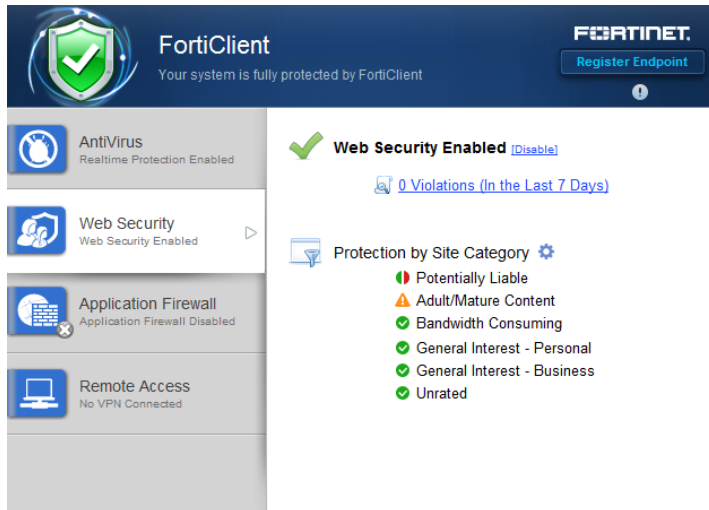 FortiClient
Your system is fully protected by FortiClient
FORTINET.
Register Endpoint
AntiVirus
Realtime Protection Enabled
Web Security
Web Security Enabled
Application Firewall
Application Firewall Disabled
Remote Access
No VPN Connected
Web Security Enabled [Disable]
0 Violations (In the Last 7 Days)
Protection by Site Category
Potentially Liable
Adult/Mature Content
Bandwidth Consuming
General Interest - Personal
General Interest - Business
Unrated